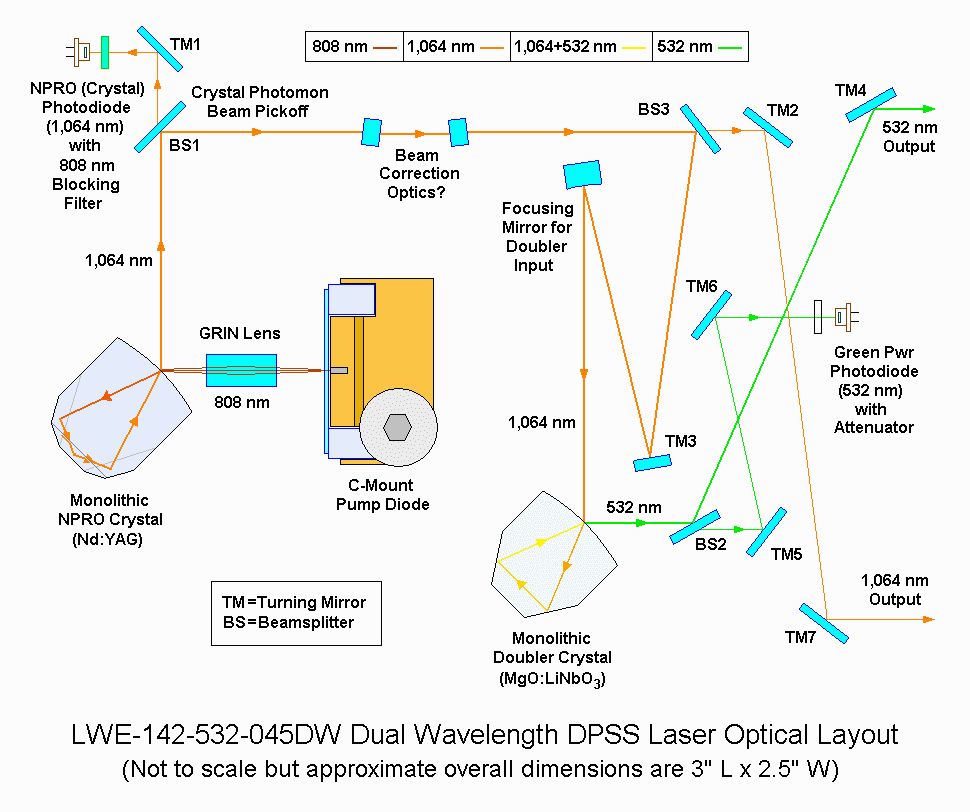 808 nm
1,064 nm
1,064+532 nm
532 nm
TM1
NPRO (Crystal)
Photodiode
(1,064 nm)
with
808 nm
Blocking
Filter
Crystal Photomon
Beam Pickoff
BS1
Beam
Correction
Optics?
BS3
TM2
TM4
532 nm
Output
Focusing
Mirror for
Doubler
Input
1,064 nm
TM6
GRIN Lens
808 nm
Green Pwr
Photodiode
(532 nm)
with
Attenuator
1,064 nm
TM3
C-Mount
Pump Diode
Monolithic
NPRO Crystal
(Nd:YAG)
532 nm
BS2
TM5
1,064 nm
Output
TM7
TM=Turning Mirror
BS=Beamsplitter
Monolithic
Doubler Crystal
(MgO:LiNbO3)
LWE-142-532-045DW Dual Wavelength DPSS Laser Optical Layout
(Not to scale but approximate overall dimensions are 3" L x 2.5" W)